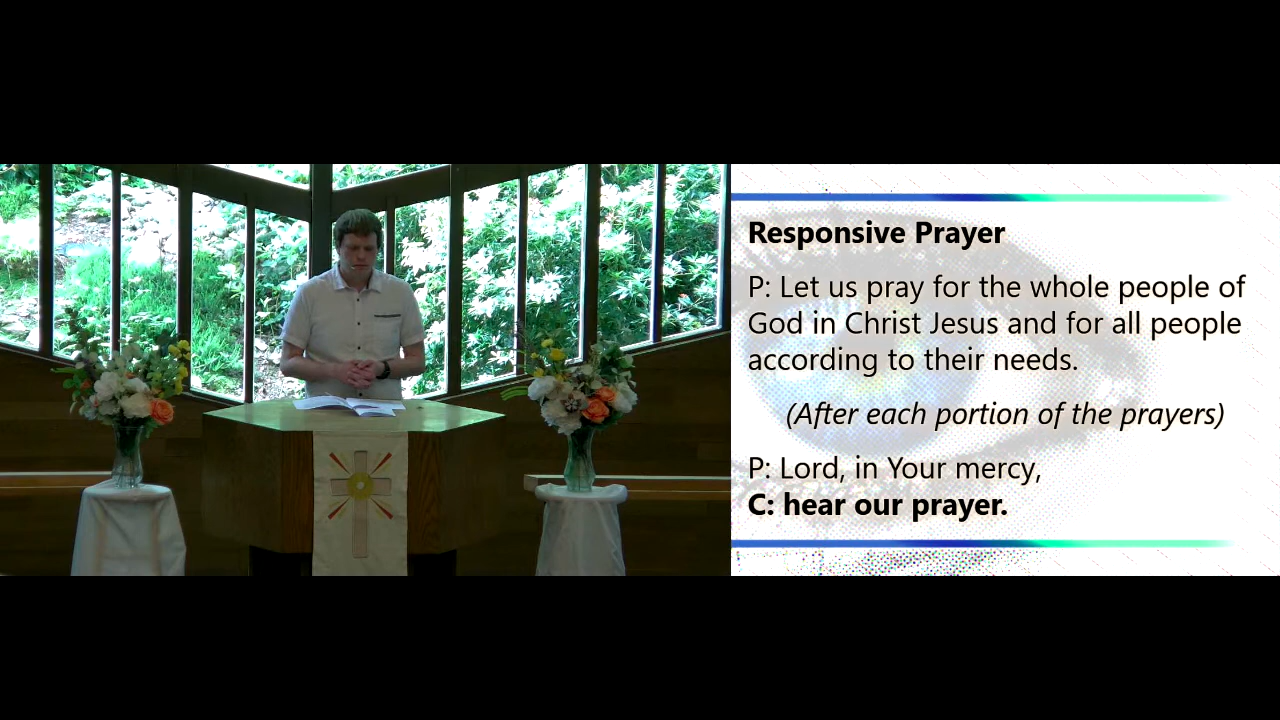 Responsive Prayer
P: Let us pray for the whole people of
God in Christ Jesus and for all people
according to their needs.
(After each portion of the prayers)
P: Lord, in Your mercy,
C: hear our prayer.